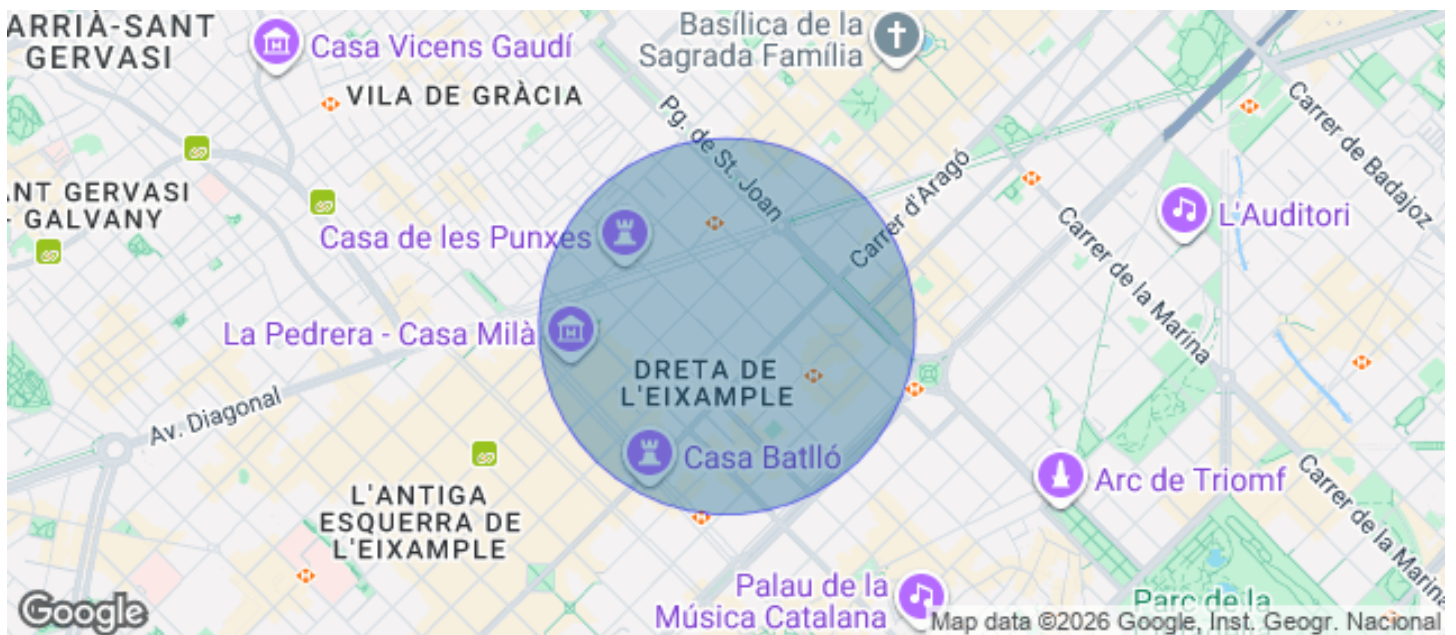 ARRIÀ-SANT
GERVASI
Casa Vicens Gaudí
VILA DE GRÀCIA
Basílica de la
Sagrada Família
Pg. de St. Joan
Carrer de Badajoz
ANT GERVASI
- GALVANY
Casa de les Punxes
Carrer d'Aragó
L'Auditori
Carrer de la Marina
La Pedrera - Casa Milà
DRETA DE
L'EIXAMPLE
Av. Diagonal
Casa Batlló
Arc de Triomf
L'ANTIGA
ESQUERRA DE
L'EIXAMPLE
Carrer de la Marina
Palau de la
Música Catalana
Parc de la
Google
Map data ©2026 Google, Inst. Geogr. Nacional